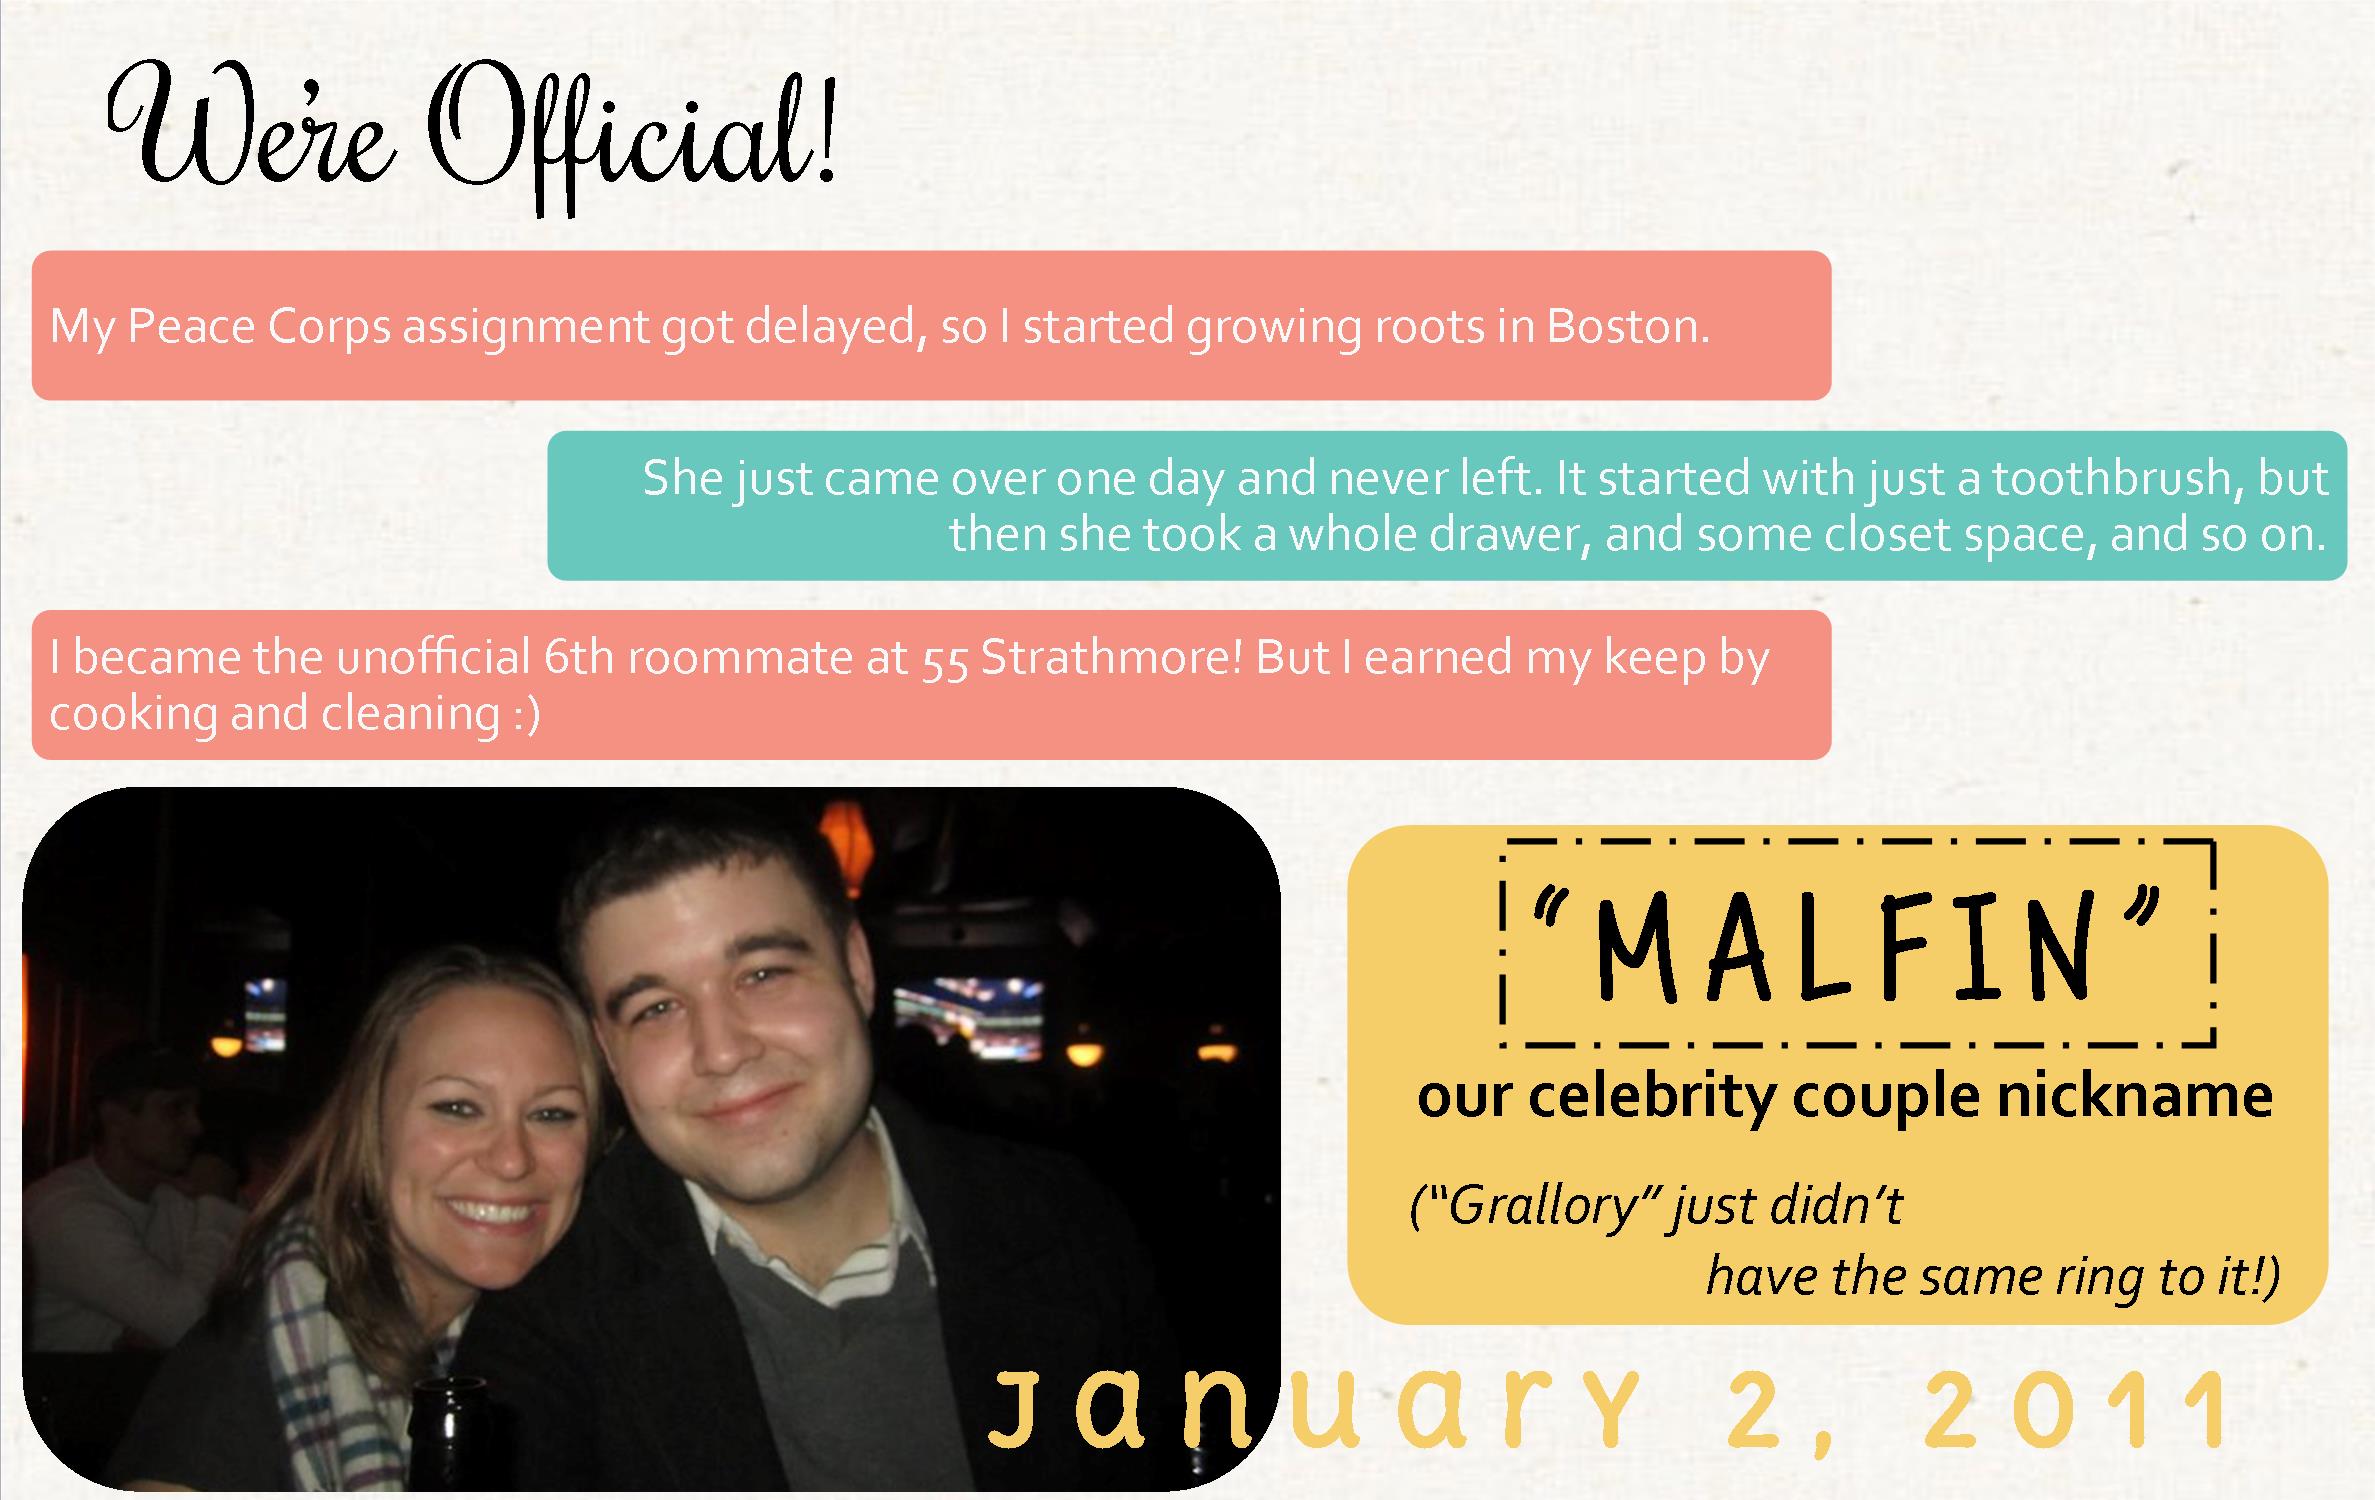 We're Official!
My Peace Corps assignment got delayed, so I started growing roots in Boston.
She just came over one day and never left. It started with just a toothbrush, but
then she took a whole drawer, and some closet space, and so on.
I became the unofficial 6th roommate at 55 Strathmore! But I earned my keep by
cooking and cleaning :)
“MALFIN”
our celebrity couple nickname
(“Grallory” just didn’t
have the same ring to it!)
January 2, 2011